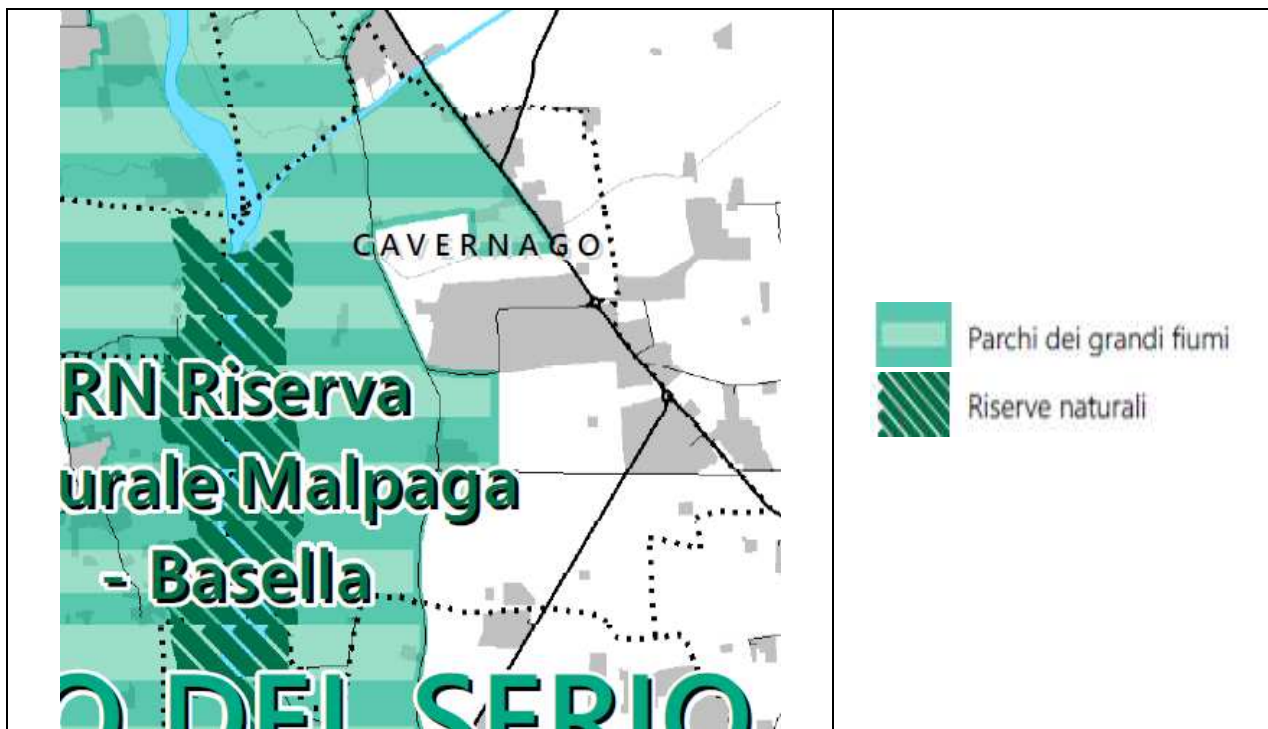 CAVERNAGO
RN Riserva
urale Malpaga
- Basella
O DEL SERIO
Parchi dei grandi fiumi
Riserve naturali